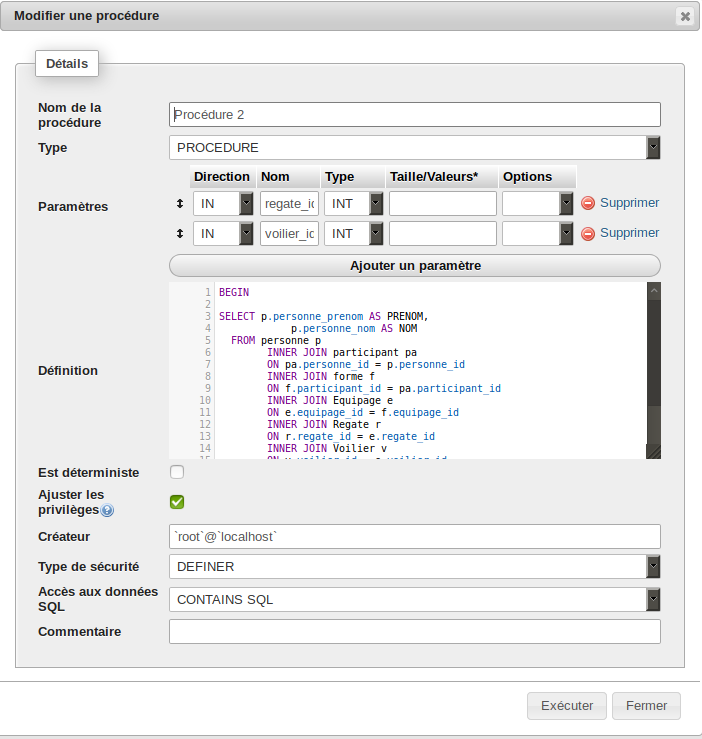 Modifier une procédure
Détails
Nom de la
procédure
Procédure 2
Type
PROCEDURE
Direction Nom Type Taille/Valeurs* Options
Paramètres
IN regate_id INT Supprimer
IN voilier_id INT Supprimer
Ajouter un paramètre
Définition
1 BEGIN
2
3 SELECT p.personne_prenom AS PRENOM,
4 p.personne_nom AS NOM
5 FROM personne p
6 INNER JOIN participant pa
7 ON pa.personne_id = p.personne_id
8 INNER JOIN forme f
9 ON f.participant_id = pa.participant_id
10 INNER JOIN Equipage e
11 ON e.equipage_id = f.equipage_id
12 INNER JOIN Regate r
13 ON r.regate_id = e.regate_id
14 INNER JOIN Voilier v
15 ON v.voilier_id = e.voilier_id
Est déterministe
Ajuster les
privilèges
Créateur
`root`@`localhost`
Type de sécurité
DEFINER
Accès aux données
SQL
CONTAINS SQL
Commentaire
Exécuter Fermer